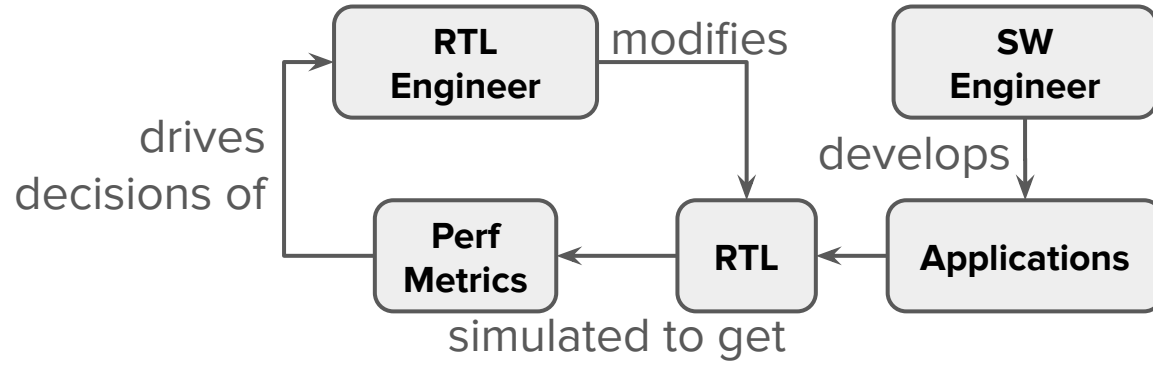 RTL
Engineer
modifies
SW
Engineer
drives
decisions of
develops
Perf
Metrics
RTL
Applications
simulated to get